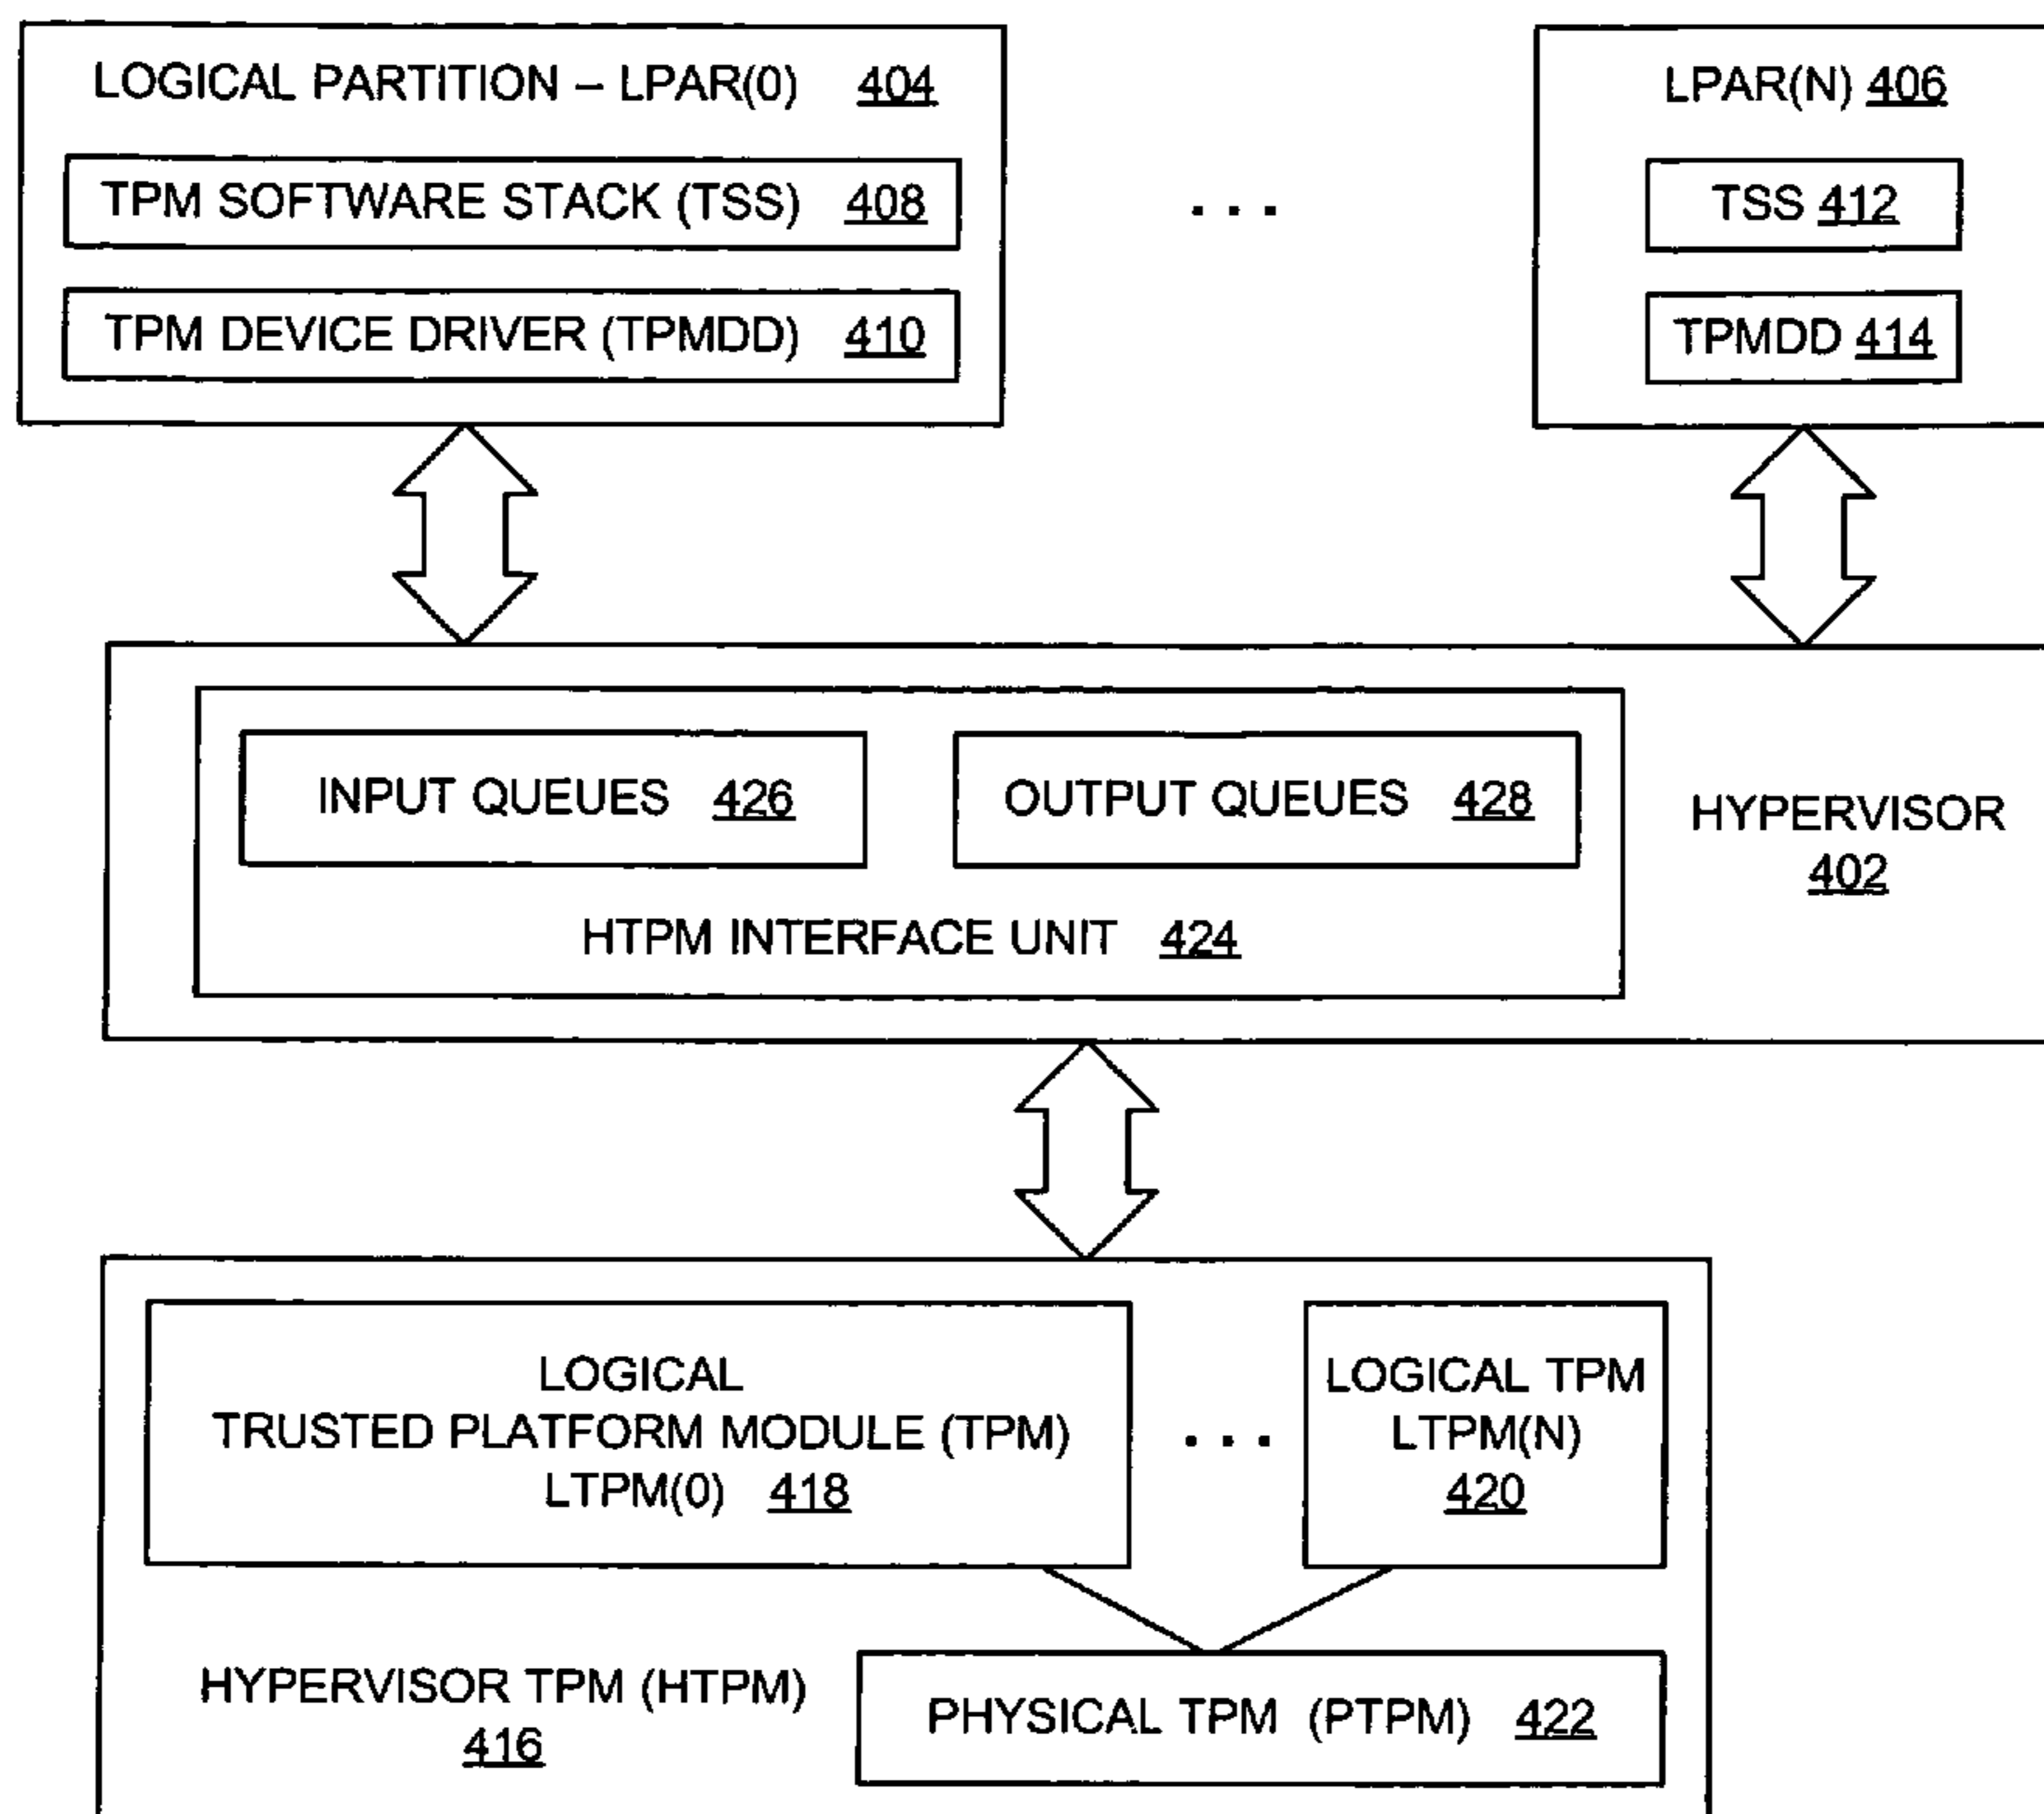 LOGICAL PARTITION – LPAR(0) 404
TPM SOFTWARE STACK (TSS) 408
TPM DEVICE DRIVER (TPMDD) 410
. . .
LPAR(N) 406
TSS 412
TPMDD 414
INPUT QUEUES 426
OUTPUT QUEUES 428
HTPM INTERFACE UNIT 424
HYPERVISOR
402
LOGICAL
TRUSTED PLATFORM MODULE (TPM)
LTPM(0) 418
. . .
LOGICAL TPM
LTPM(N)
420
HYPERVISOR TPM (HTPM)
416
PHYSICAL TPM (PTPM) 422